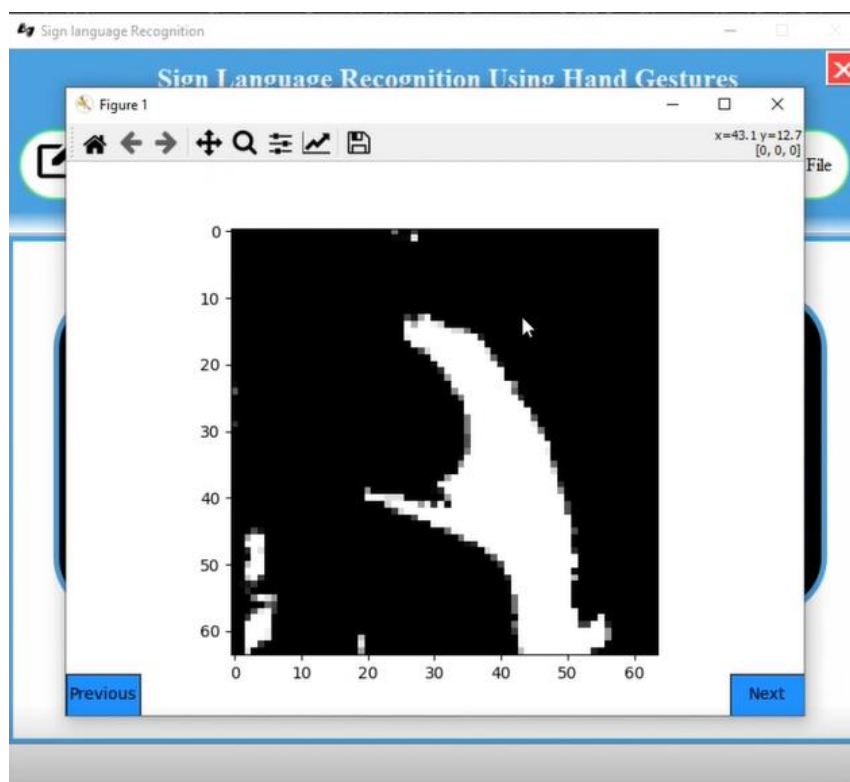 Sign language Recognition
Sign Language Recognition Using Hand Gestures
Figure 1
x=43.1 y=12.7
[0, 0, 0]
File
0
10
20
30
40
50
60
0 10 20 30 40 50 60
Previous Next